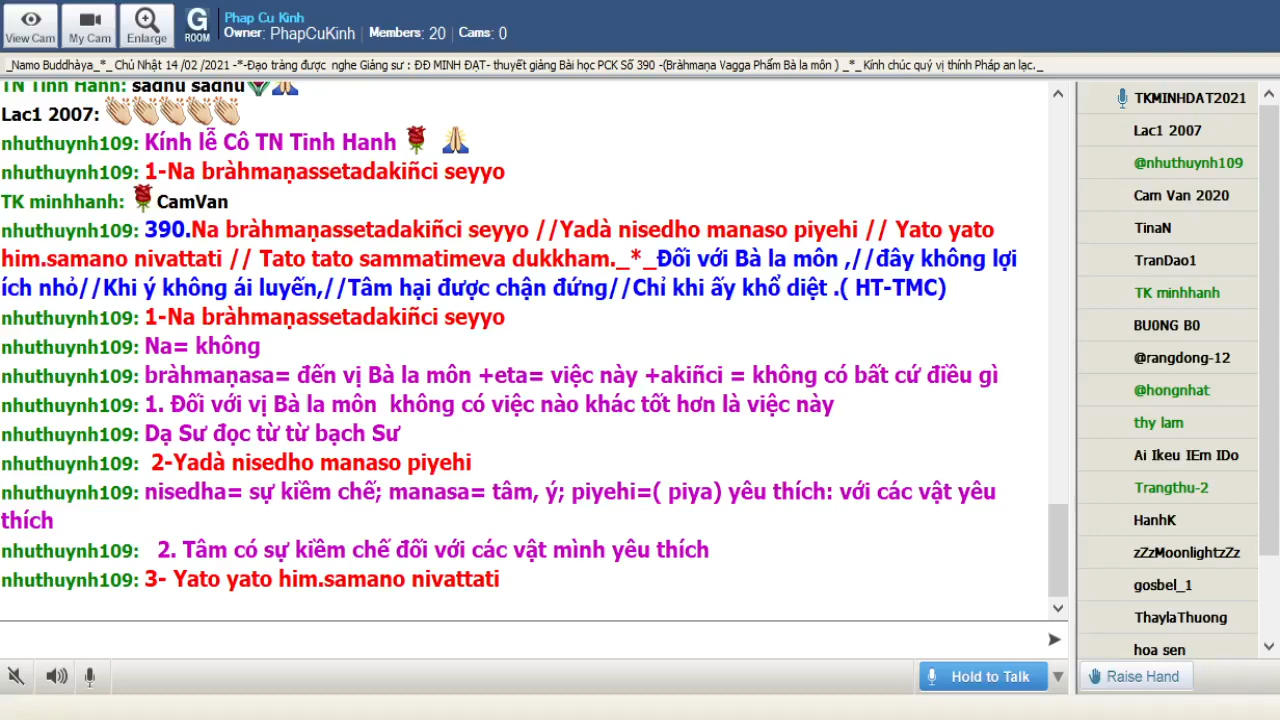 View Cam
My Cam
Enlarge
G
ROOM
Phap Cu Kinh
Owner: PhapCuKinh | Members: 20 | Cams: 0
_Namo Buddhàya_*_ Chủ Nhật 14 /02 /2021 -*-Đạo tràng được nghe Giảng sư : ĐĐ MINH ĐẠT- thuyết giảng Bài học PCK Số 390 -(Bràhmaṇa Vagga Phẩm Bà la môn ) _*_ Kính chúc quý vị thính Pháp an lạc._
TN Tinh Hanh: sadhu sadhu
Lac1 2007:
nhuthuynh109: Kính lễ Cô TN Tinh Hanh
nhuthuynh109: 1-Na bràhmaṇassetadakiñci seyyo
TK minhhanh: CamVan
nhuthuynh109: 390.Na bràhmaṇassetadakiñci seyyo //Yadà nisedho manaso piyehi // Yato yato
him.samano nivattati // Tato tato sammatimeva dukkham._*_Đối với Bà la môn ,//đây không lợi
ích nhỏ//Khi ý không ái luyến,//Tâm hại được chận đứng//Chỉ khi ấy khổ diệt .( HT-TMC)
nhuthuynh109: 1-Na bràhmaṇassetadakiñci seyyo
nhuthuynh109: Na= không
nhuthuynh109: bràhmaṇasa= đến vị Bà la môn +eta= việc này +akiñci = không có bất cứ điều gì
nhuthuynh109: 1. Đối với vị Bà la môn không có việc nào khác tốt hơn là việc này
nhuthuynh109: Dạ Sư đọc từ từ bạch Sư
nhuthuynh109: 2-Yadà nisedho manaso piyehi
nhuthuynh109: nisedha= sự kiềm chế; manasa= tâm, ý; piyehi=( piya) yêu thích: với các vật yêu
thích
nhuthuynh109: 2. Tâm có sự kiềm chế đối với các vật mình yêu thích
nhuthuynh109: 3- Yato yato him.samano nivattati
Hold to Talk
TKMINHDAT2021
Lac1 2007
@nhuthuynh109
Cam Van 2020
TinaN
TranDao1
TK minhhanh
BU0NG B0
@rangdong-12
@hongnhat
thy lam
Ai Ikeu IEm IDo
Trangthu-2
HanhK
zZzMoonlightzZz
gosbel_1
ThaylaThuong
hoa sen
Raise Hand